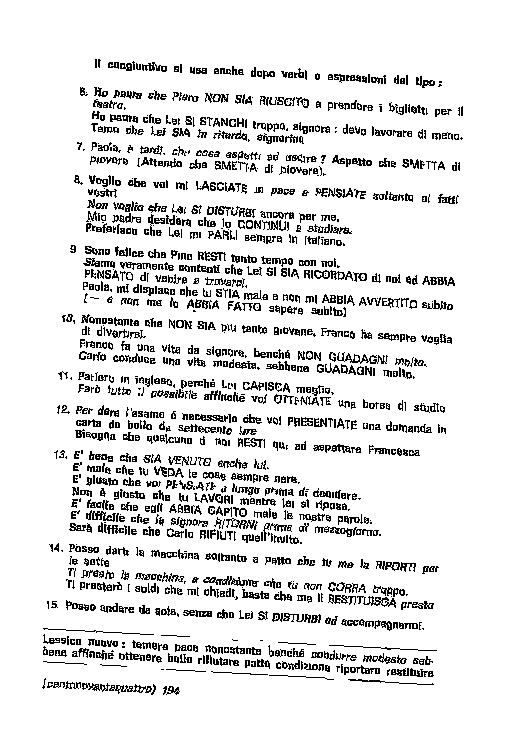 Il congiuntivo si usa anche dopo verbi o espressioni del tipo :
6. Ho paura che Piero NON SIA RIUSCITO a prendere i biglietti per il
teatro.
Ho paura che Lei SI STANCHI troppo, signora : deve lavorare di meno.
Temo che Lei SIA in ritardo, signorina
7. Paola, è tardi, che cosa aspetti ad uscire ? Aspetto che SMETTA di
piovere (Attendo che SMETTA di piovere).
8. Voglio che voi mi LASCIATE in pace e PENSIATE soltanto ai fatti
vostri
Non voglio che Lei SI DISTURBI ancora per me.
Mio padre desidera che io CONTINUI a studiare.
Preferisco che Lei mi PARLI sempre in italiano.
9 Sono felice che Pino RESTI tanto tempo con noi.
Siamo veramente contenti che Lei SI SIA RICORDATO di noi ed ABBIA
PENSATO di venire a trovarci.
Paola, mi dispiace che tu STIA male e non mi ABBIA AVVERTITO subito
(— e non me lo ABBIA FATTO sapere subito)
10. Nonostante che NON SIA più tanto giovane, Franco ha sempre voglia
di divertirsi.
Franco fa una vita da signore, benché NON GUADAGNI molto.
Carlo conduce una vita modesta, sebbene GUADAGNI molto.
11. Parlerò in inglese, perché Lei CAPISCA meglio.
Farò tutto il possibile affinché voi OTTENIATE una borsa di studio
12. Per dare l'esame è necessario che voi PRESENTIATE una domanda in
carta da bollo da settecento lire
Bisogna che qualcuno di noi RESTI qui ad aspettare Francesca
13. E' bene che SIA VENUTO anche lui.
E' male che tu VEDA le cose sempre nere.
E' giusto che voi PENSIATE a lungo prima di decidere.
Non è giusto che tu LAVORI mentre lei si riposa.
E' facile che egli ABBIA CAPITO male le nostre parole.
E' difficile che la signora RITORNI prima di mezzogiorno.
Sarà difficile che Carlo RIFIUTI quell'invito.
14. Posso darti la macchina soltanto a patto che tu me la RIPORTI per
le sette
Ti presto la macchina, a condizione che tu non CORRA troppo.
Ti presterò i soldi che mi chiedi, basta che me li RESTITUISCA presto
15. Posso andare da sola, senza che Lei SI DISTURBI ad accompagnarmi.
Lessico nuovo : temere pace nonostante benché condurre modesto seb-
bene affinché ottenere bollo rifiutare patto condizione riportare restituire
(centonovantaquattro) 194